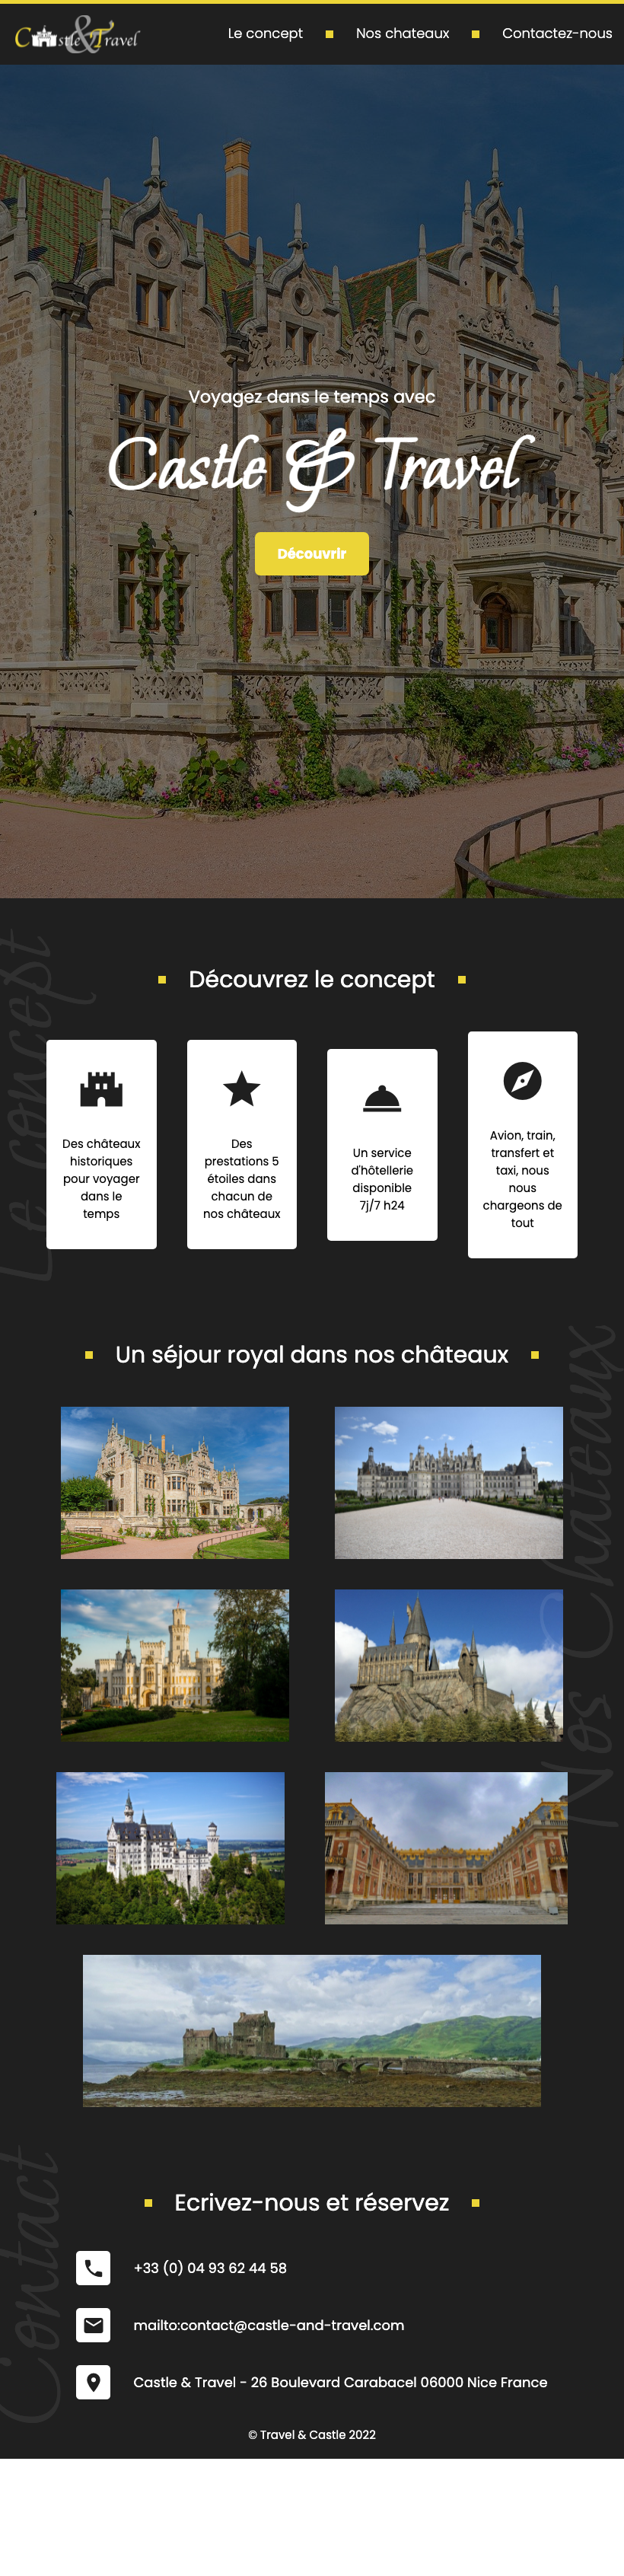 Castle & Travel
Le concept
Nos chateaux
Contactez-nous
Voyagez dans le temps avec
Castle & Travel
Découvrir
Le concept
Découvrez le concept
Des châteaux
historiques
pour voyager
dans le
temps
Des
prestations 5
étoiles dans
chacun de
nos châteaux
Un service
d'hôtellerie
disponible
7j/7 h24
Avion, train,
transfert et
taxi, nous
nous
chargeons de
tout
Nos Chateaux
Un séjour royal dans nos châteaux
Contact
Ecrivez-nous et réservez
+33 (0) 04 93 62 44 58
mailto:contact@castle-and-travel.com
Castle & Travel - 26 Boulevard Carabacel 06000 Nice France
© Travel & Castle 2022